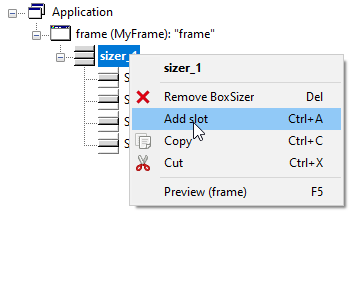 Application
frame (MyFrame): "frame"
sizer_1
sizer_1
Remove BoxSizer Del
Add slot Ctrl+A
Copy Ctrl+C
Cut Ctrl+X
Preview (frame) F5